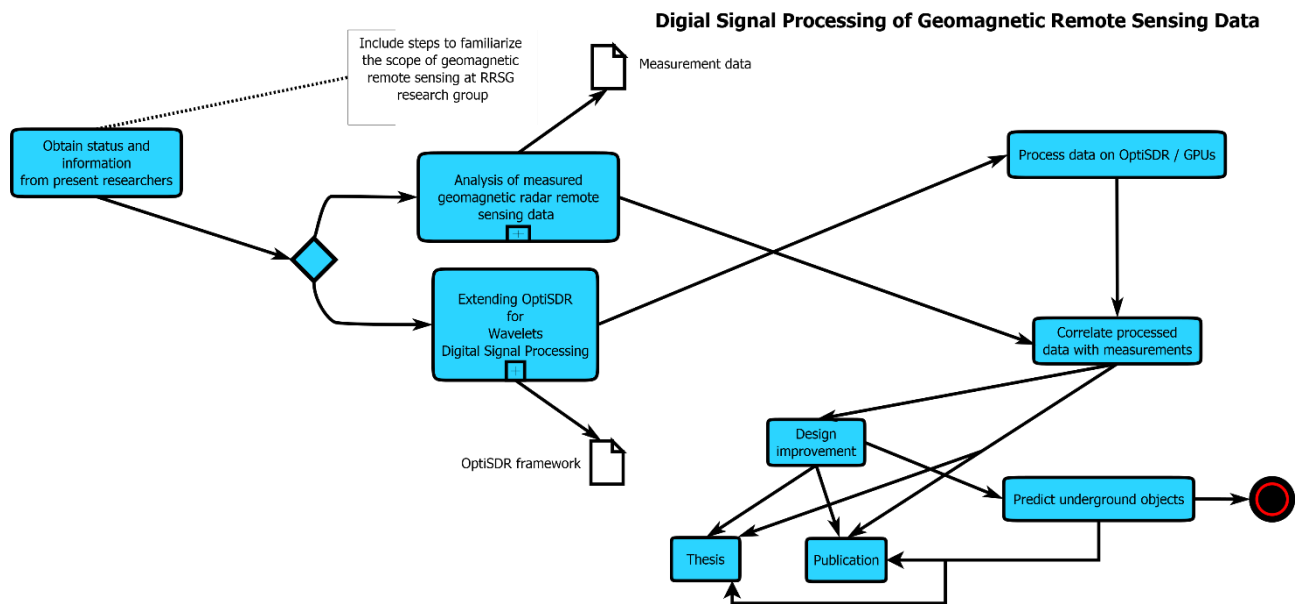 Digial Signal Processing of Geomagnetic Remote Sensing Data
Include steps to familiarize
the scope of geomagnetic
remote sensing at RRSG
research group
Measurement data
Obtain status and
information
from present researchers
Analysis of measured
geomagnetic radar remote
sensing data
Process data on OptiSDR / GPUs
Extending OptiSDR
for
Wavelets
Digital Signal Processing
Correlate processed
data with measurements
OptiSDR framework
Design
improvement
Predict underground objects
Thesis
Publication